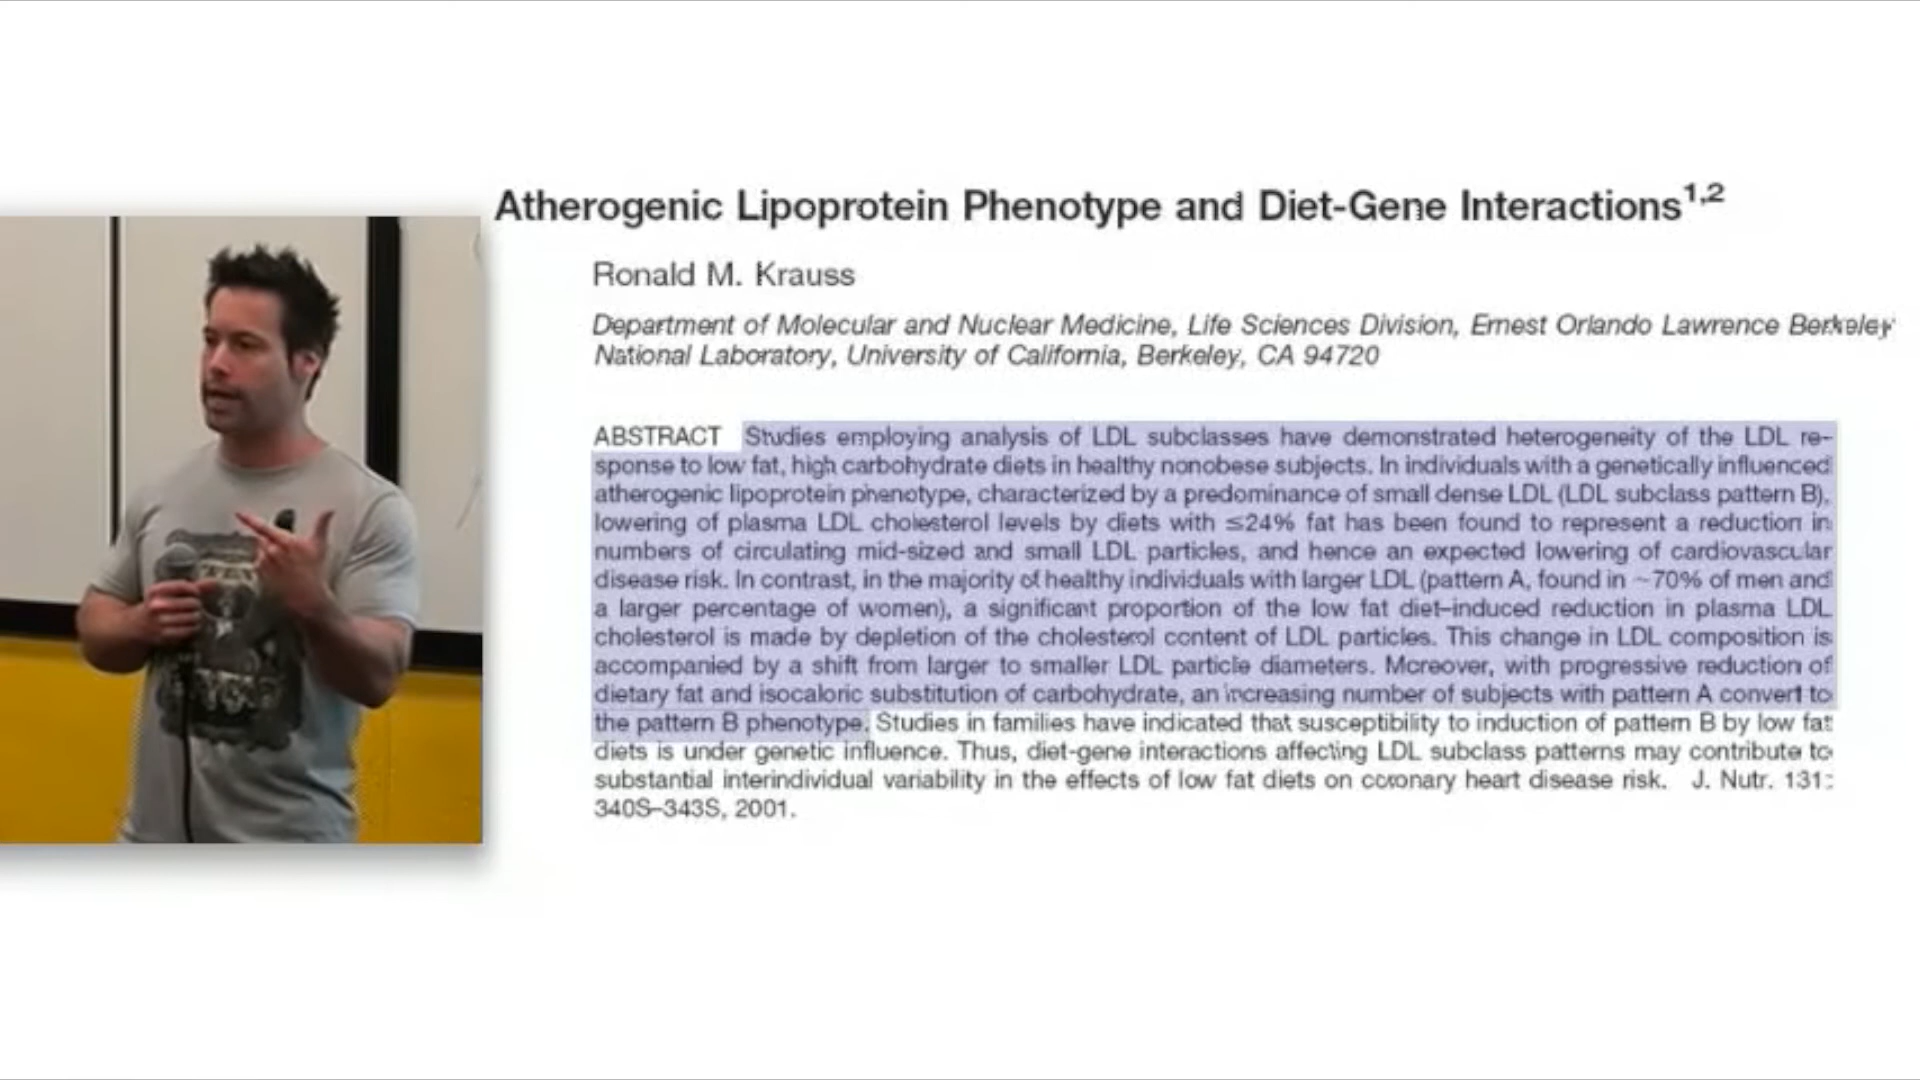 Atherogenic Lipoprotein Phenotype and Diet-Gene Interactions1,2
Ronald M. Krauss
Department of Molecular and Nuclear Medicine, Life Sciences Division, Ernest Orlando Lawrence Berkeley
National Laboratory, University of California, Berkeley, CA 94720
ABSTRACT Studies employing analysis of LDL subclasses have demonstrated heterogeneity of the LDL re-
sponse to low fat, high carbohydrate diets in healthy nonobese subjects. In individuals with a genetically influenced
atherogenic lipoprotein phenotype, characterized by a predominance of small dense LDL (LDL subclass pattern B),
lowering of plasma LDL cholesterol levels by diets with ≤24% fat has been found to represent a reduction in
numbers of circulating mid-sized and small LDL particles, and hence an expected lowering of cardiovascular
disease risk. In contrast, in the majority of healthy individuals with larger LDL (pattern A, found in ~70% of men and
a larger percentage of women), a significant proportion of the low fat diet–induced reduction in plasma LDL
cholesterol is made by depletion of the cholesterol content of LDL particles. This change in LDL composition is
accompanied by a shift from larger to smaller LDL particle diameters. Moreover, with progressive reduction of
dietary fat and isocaloric substitution of carbohydrate, an increasing number of subjects with pattern A convert to
the pattern B phenotype. Studies in families have indicated that susceptibility to induction of pattern B by low fat
diets is under genetic influence. Thus, diet-gene interactions affecting LDL subclass patterns may contribute to
substantial interindividual variability in the effects of low fat diets on coronary heart disease risk. J. Nutr. 131:
340S–343S, 2001.